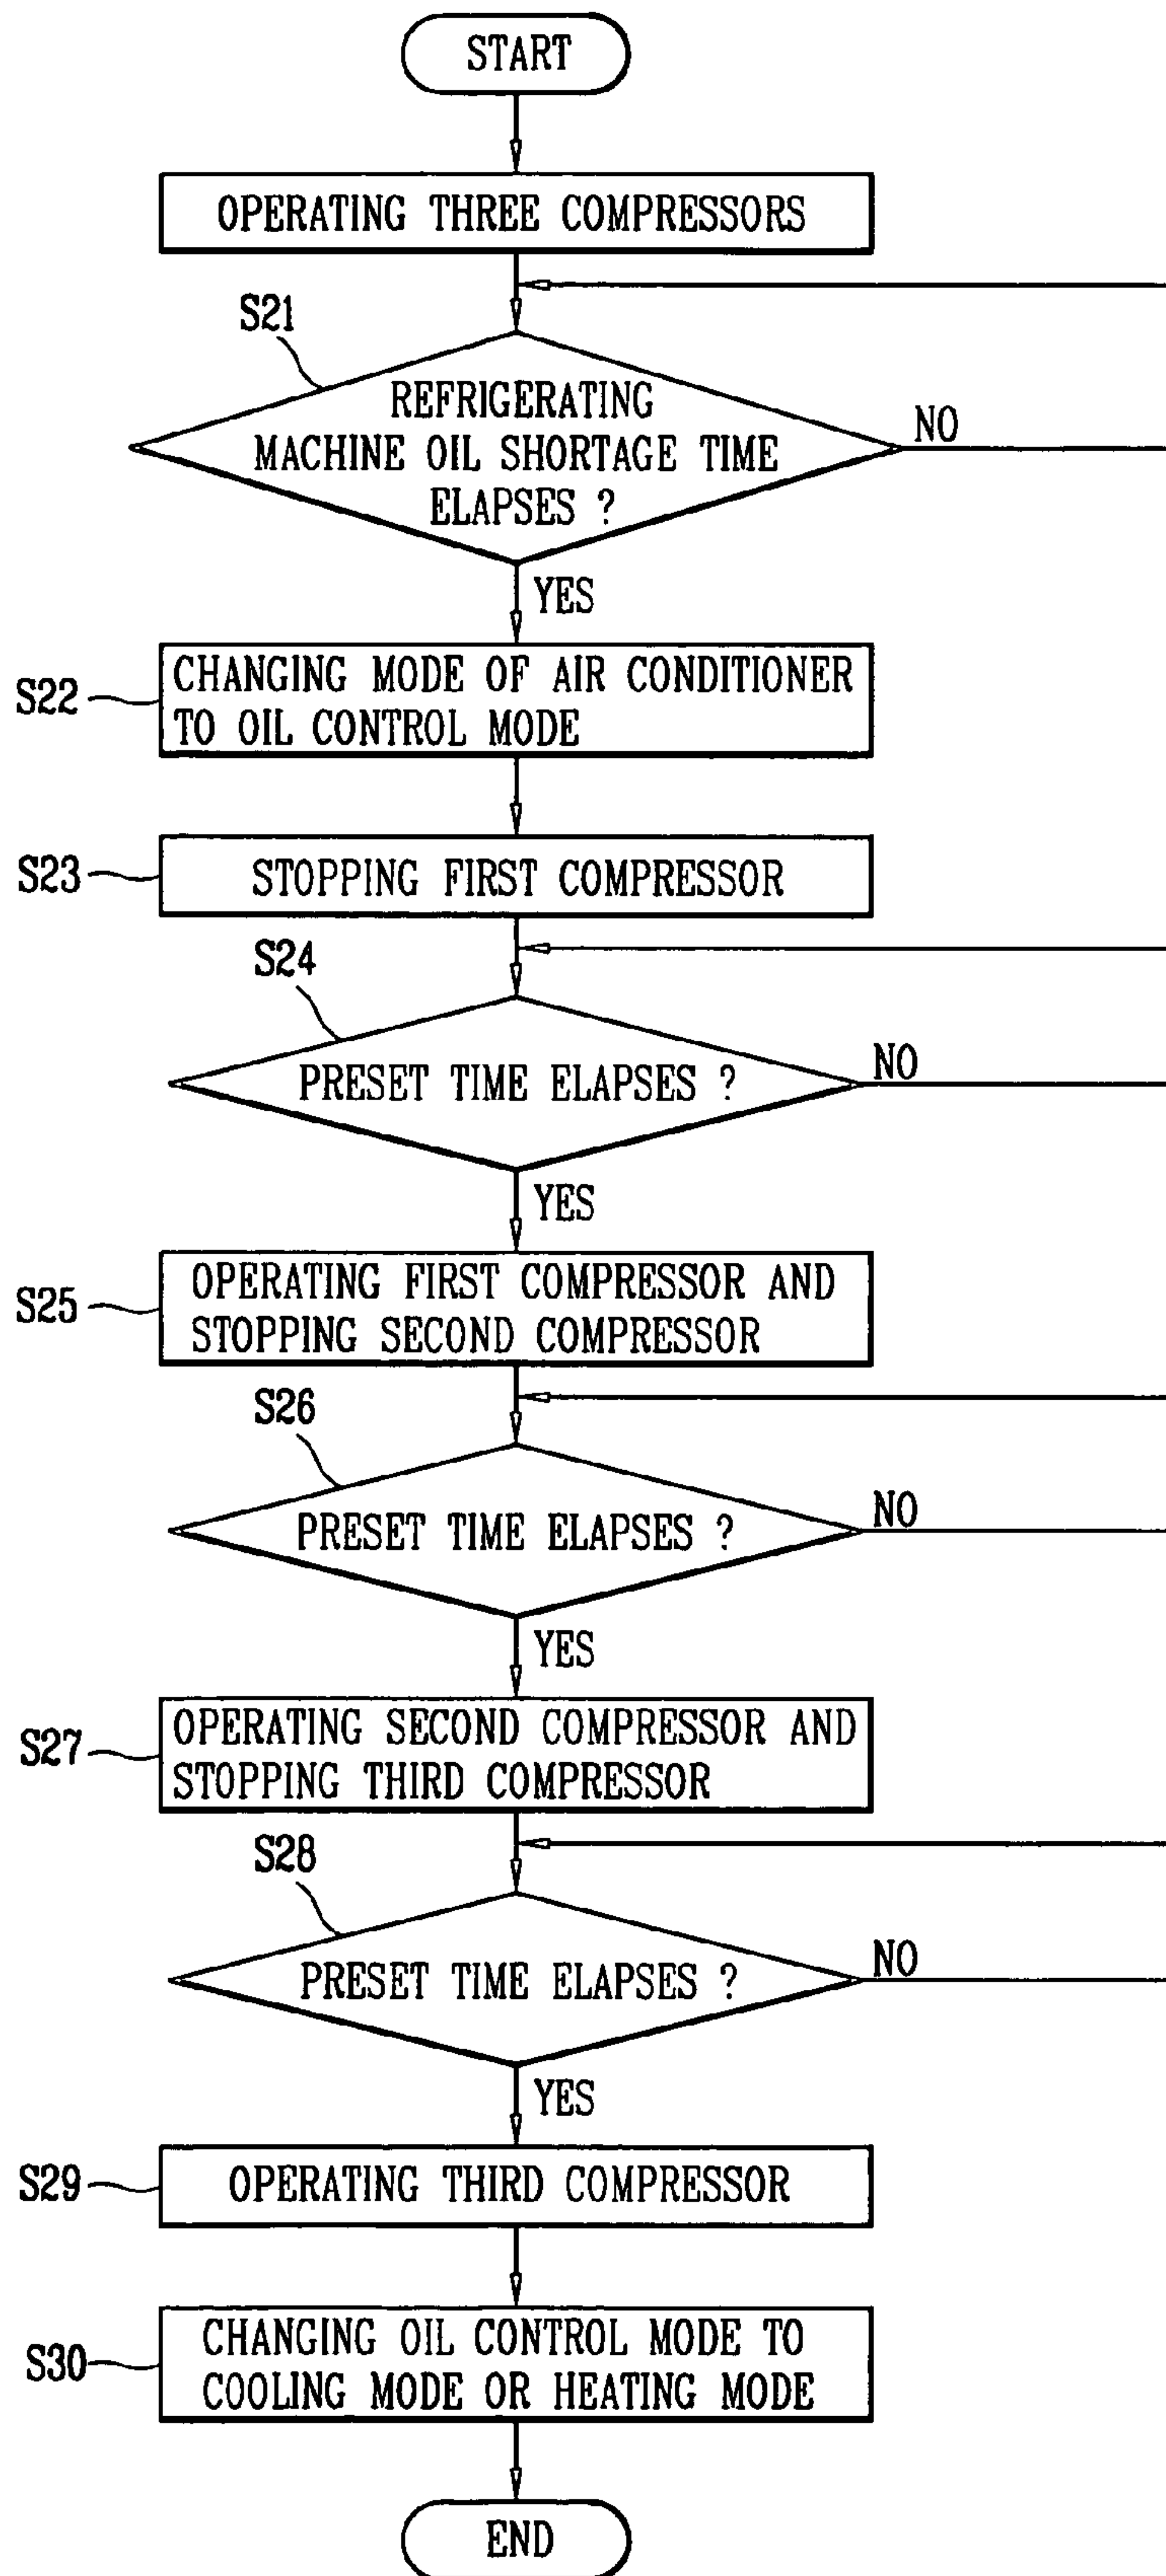 START
OPERATING THREE COMPRESSORS
S21
REFRIGERATING
MACHINE OIL SHORTAGE TIME
ELAPSES ?
NO
YES
S22
CHANGING MODE OF AIR CONDITIONER
TO OIL CONTROL MODE
S23
STOPPING FIRST COMPRESSOR
S24
PRESET TIME ELAPSES ?
NO
YES
S25
OPERATING FIRST COMPRESSOR AND
STOPPING SECOND COMPRESSOR
S26
PRESET TIME ELAPSES ?
NO
YES
S27
OPERATING SECOND COMPRESSOR AND
STOPPING THIRD COMPRESSOR
S28
PRESET TIME ELAPSES ?
NO
YES
S29
OPERATING THIRD COMPRESSOR
S30
CHANGING OIL CONTROL MODE TO
COOLING MODE OR HEATING MODE
END